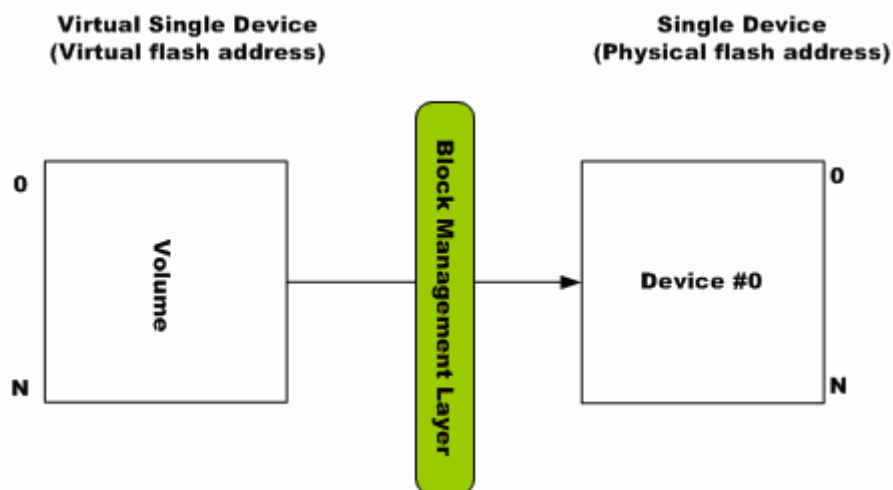 Virtual Single Device
(Virtual flash address)
Single Device
(Physical flash address)
0
N
Volume
Block Management Layer
Device #0
0
N